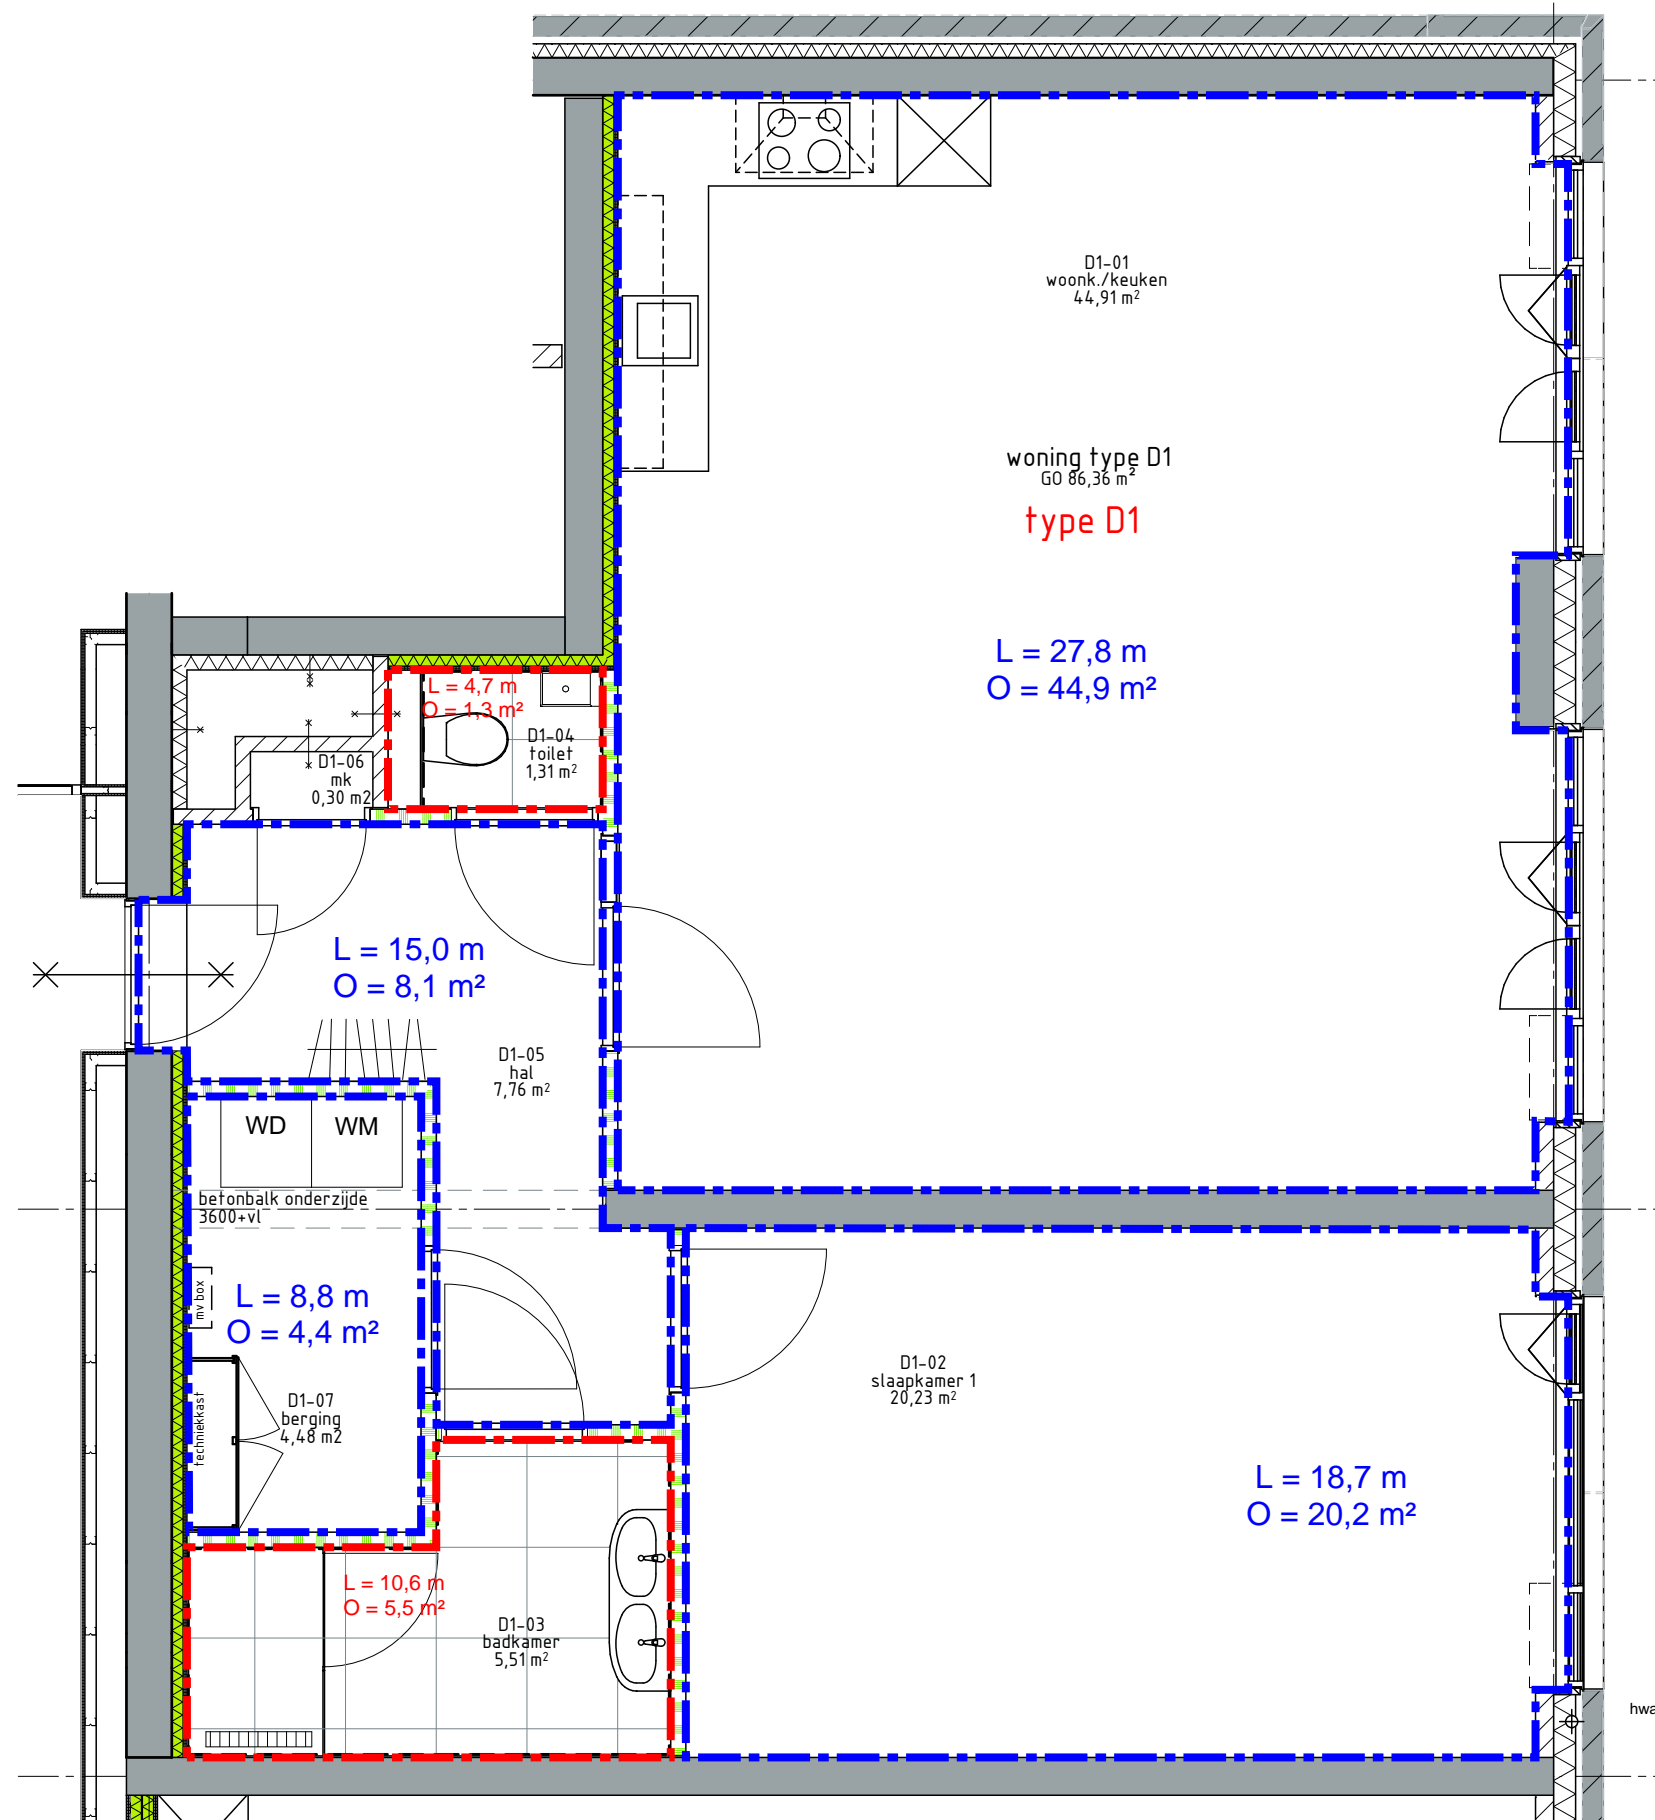 D1-01
woonk./keuken
44,91 m²
woning type D1
GO 86,36 m²
type D1
L = 27,8 m
O = 44,9 m²
L = 4,7 m
O = 1,3 m²
D1-04
toilet
1,31 m²
D1-06
mk
0,30 m2
L = 15,0 m
O = 8,1 m²
D1-05
hal
7,76 m²
WD WM
betonbalk onderzijde
3600+vl
mv box
L = 8,8 m
O = 4,4 m²
techniekkast
D1-07
berging
4,48 m2
D1-02
slaapkamer 1
20,23 m²
L = 18,7 m
O = 20,2 m²
L = 10,6 m
O = 5,5 m²
D1-03
badkamer
5,51 m²
hwa